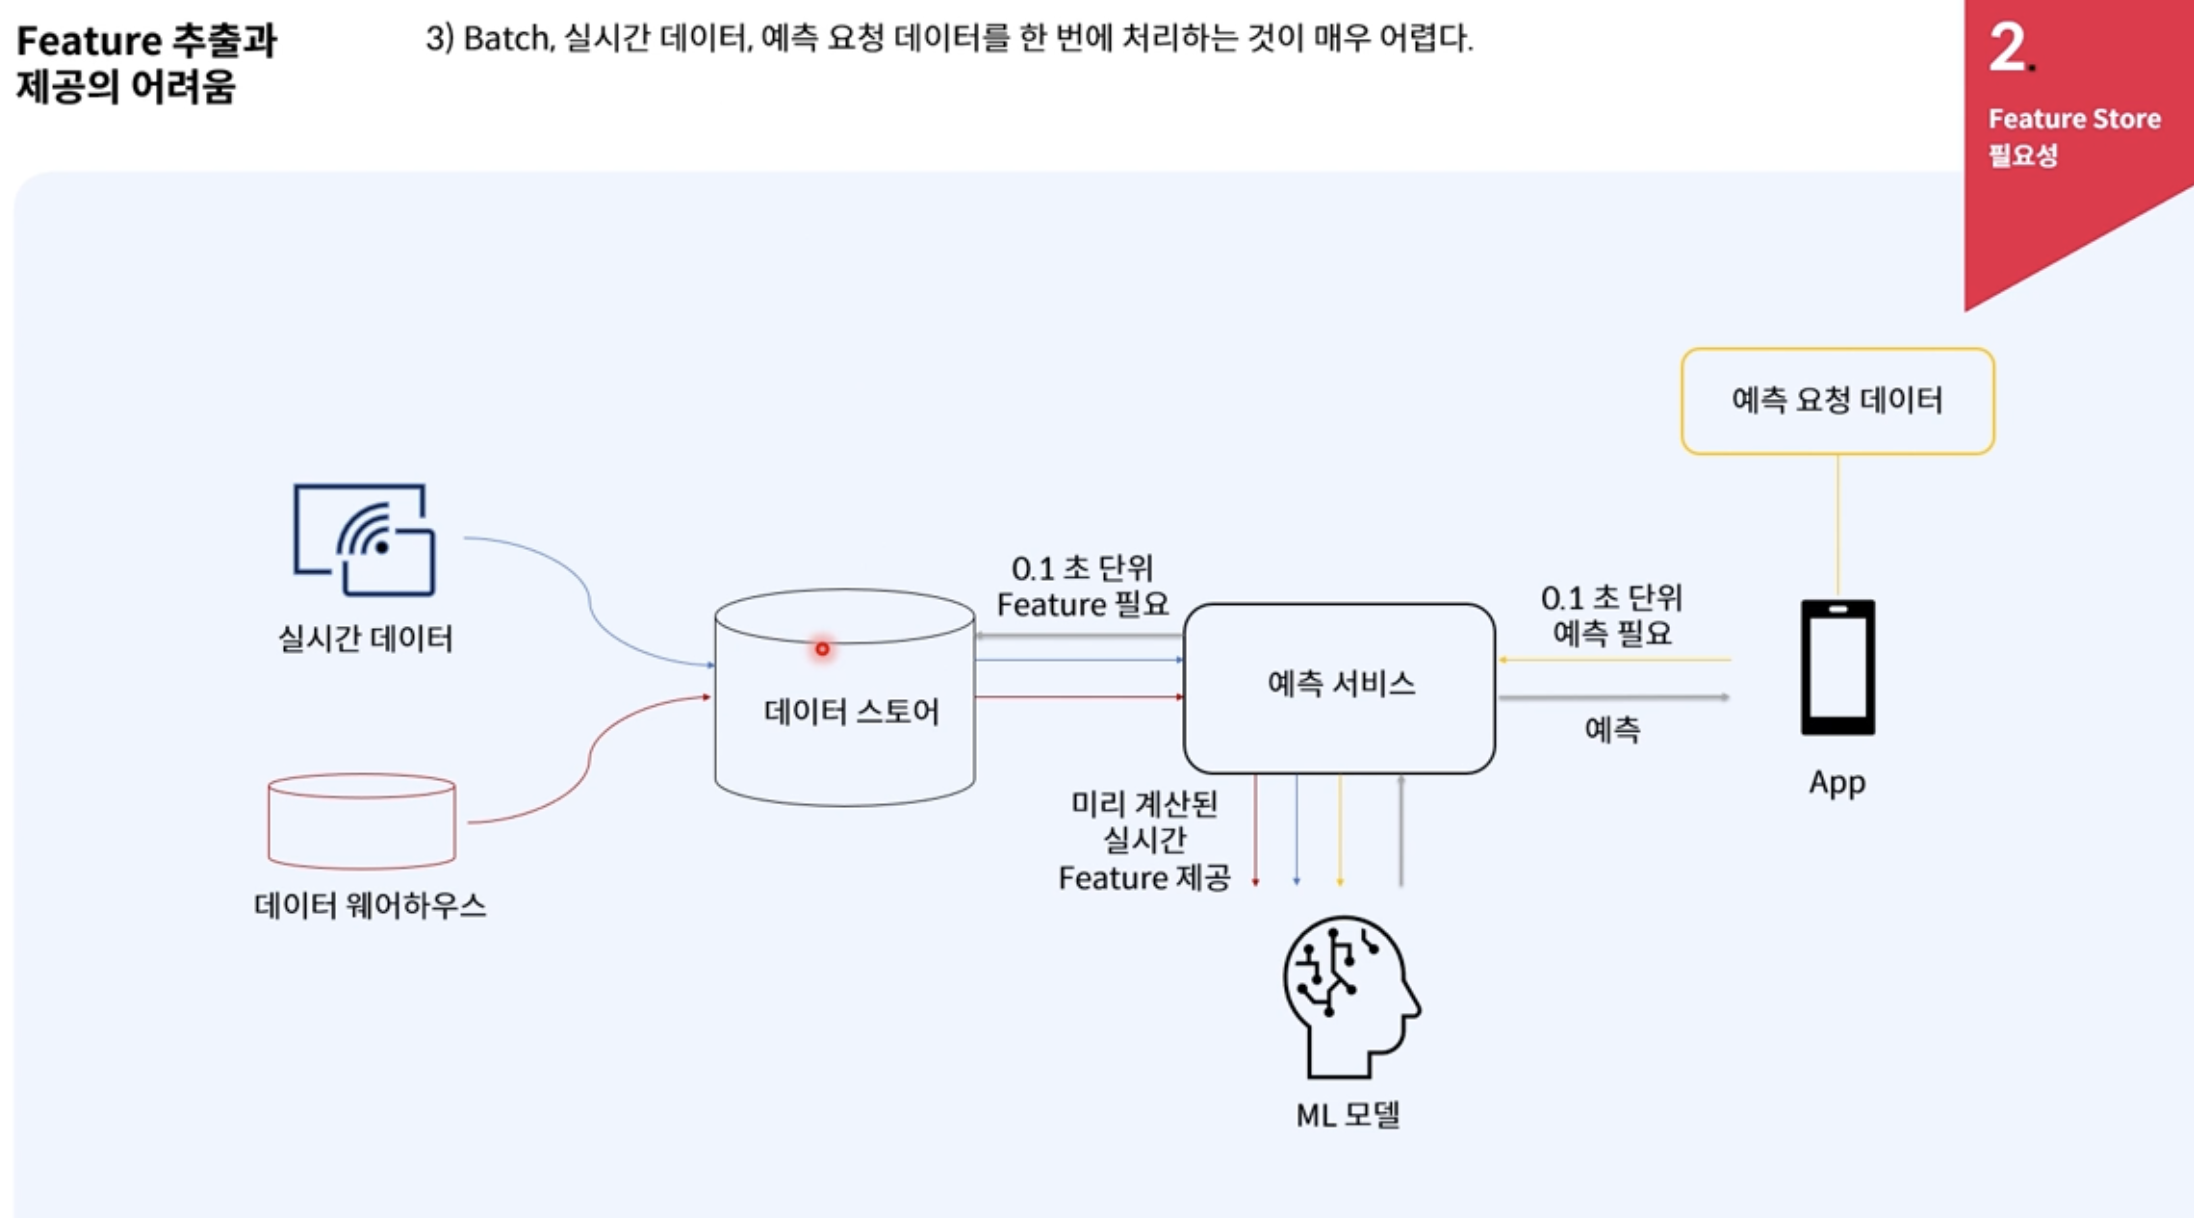 Feature 추출과
제공의 어려움
3) Batch, 실시간 데이터, 예측 요청 데이터를 한 번에 처리하는 것이 매우 어렵다.
2.
Feature Store
필요성
예측 요청 데이터
실시간 데이터
0.1 초 단위
Feature 필요
0.1 초 단위
예측 필요
데이터 스토어
예측 서비스
예측
App
미리 계산된
실시간
Feature 제공
데이터 웨어하우스
ML 모델